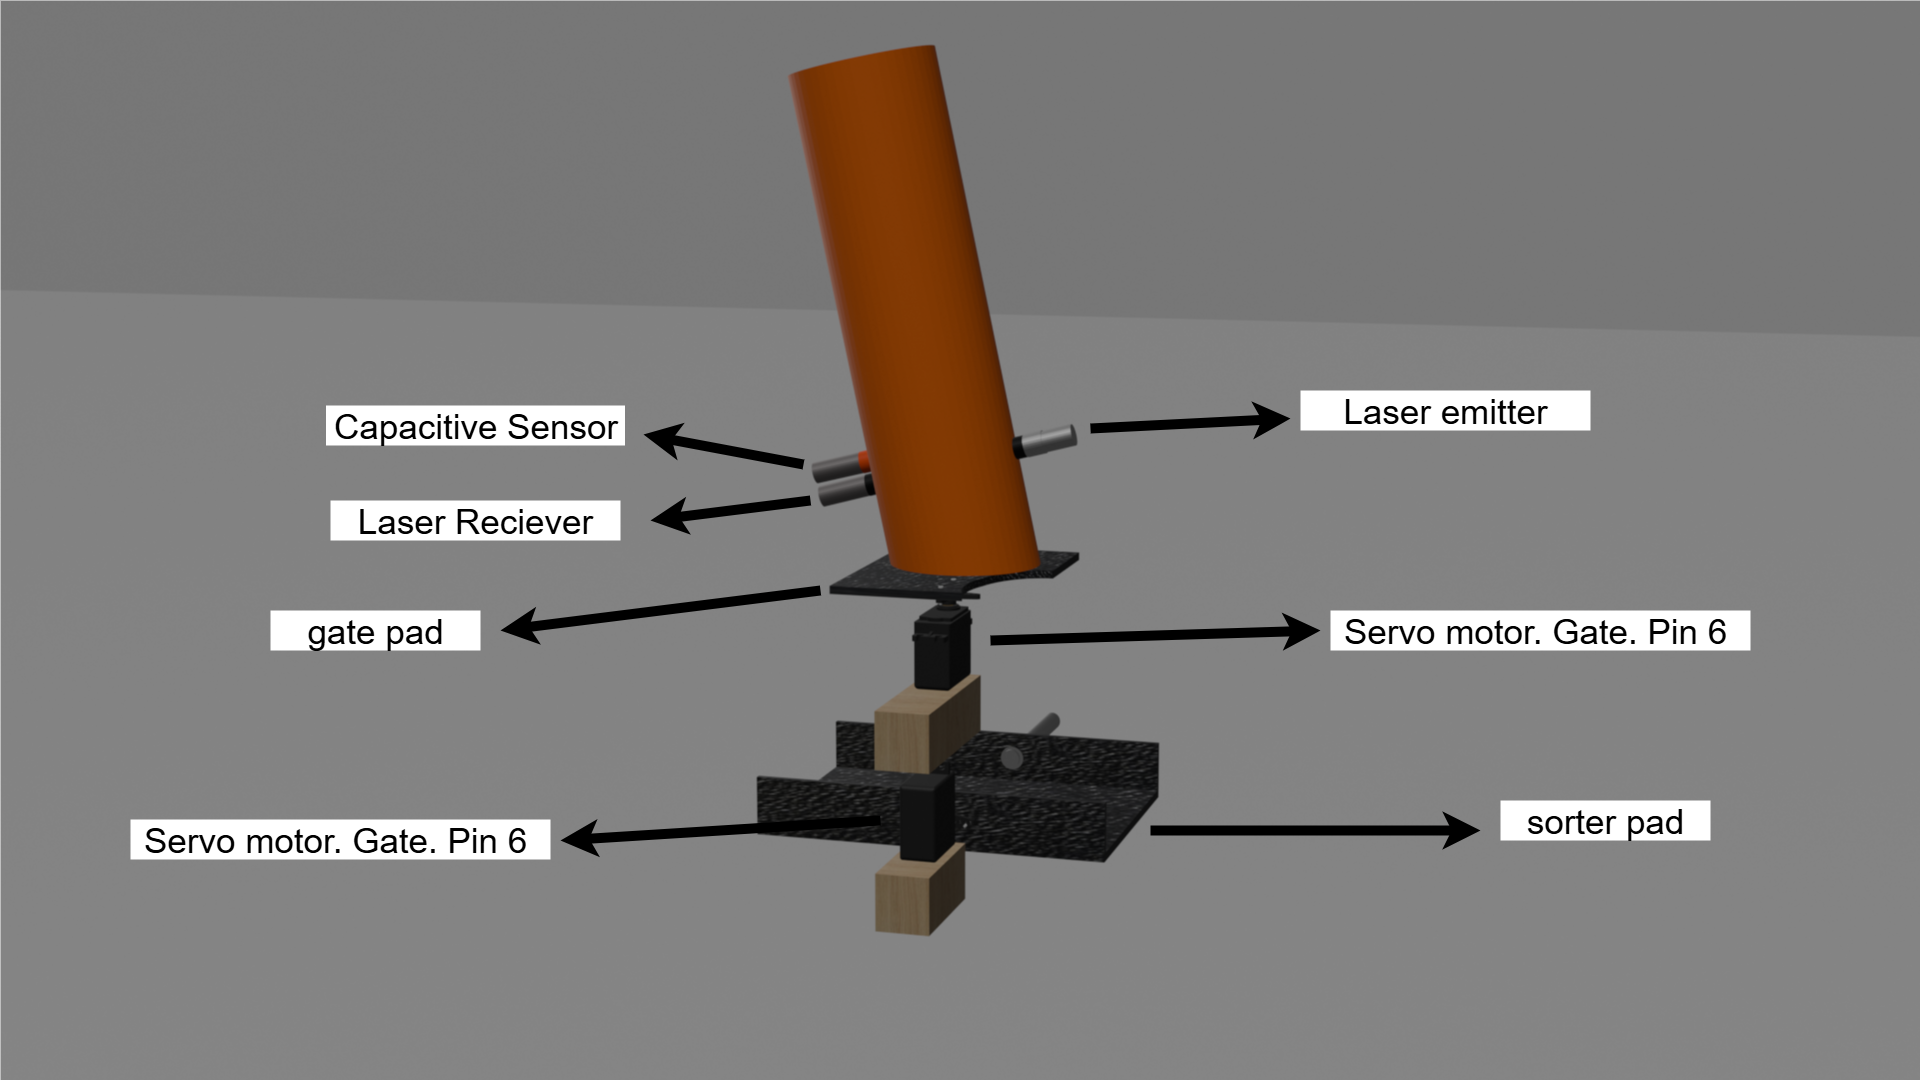 Laser emitter
Capacitive Sensor
Laser Reciever
gate pad
Servo motor. Gate. Pin 6
sorter pad
Servo motor. Gate. Pin 6